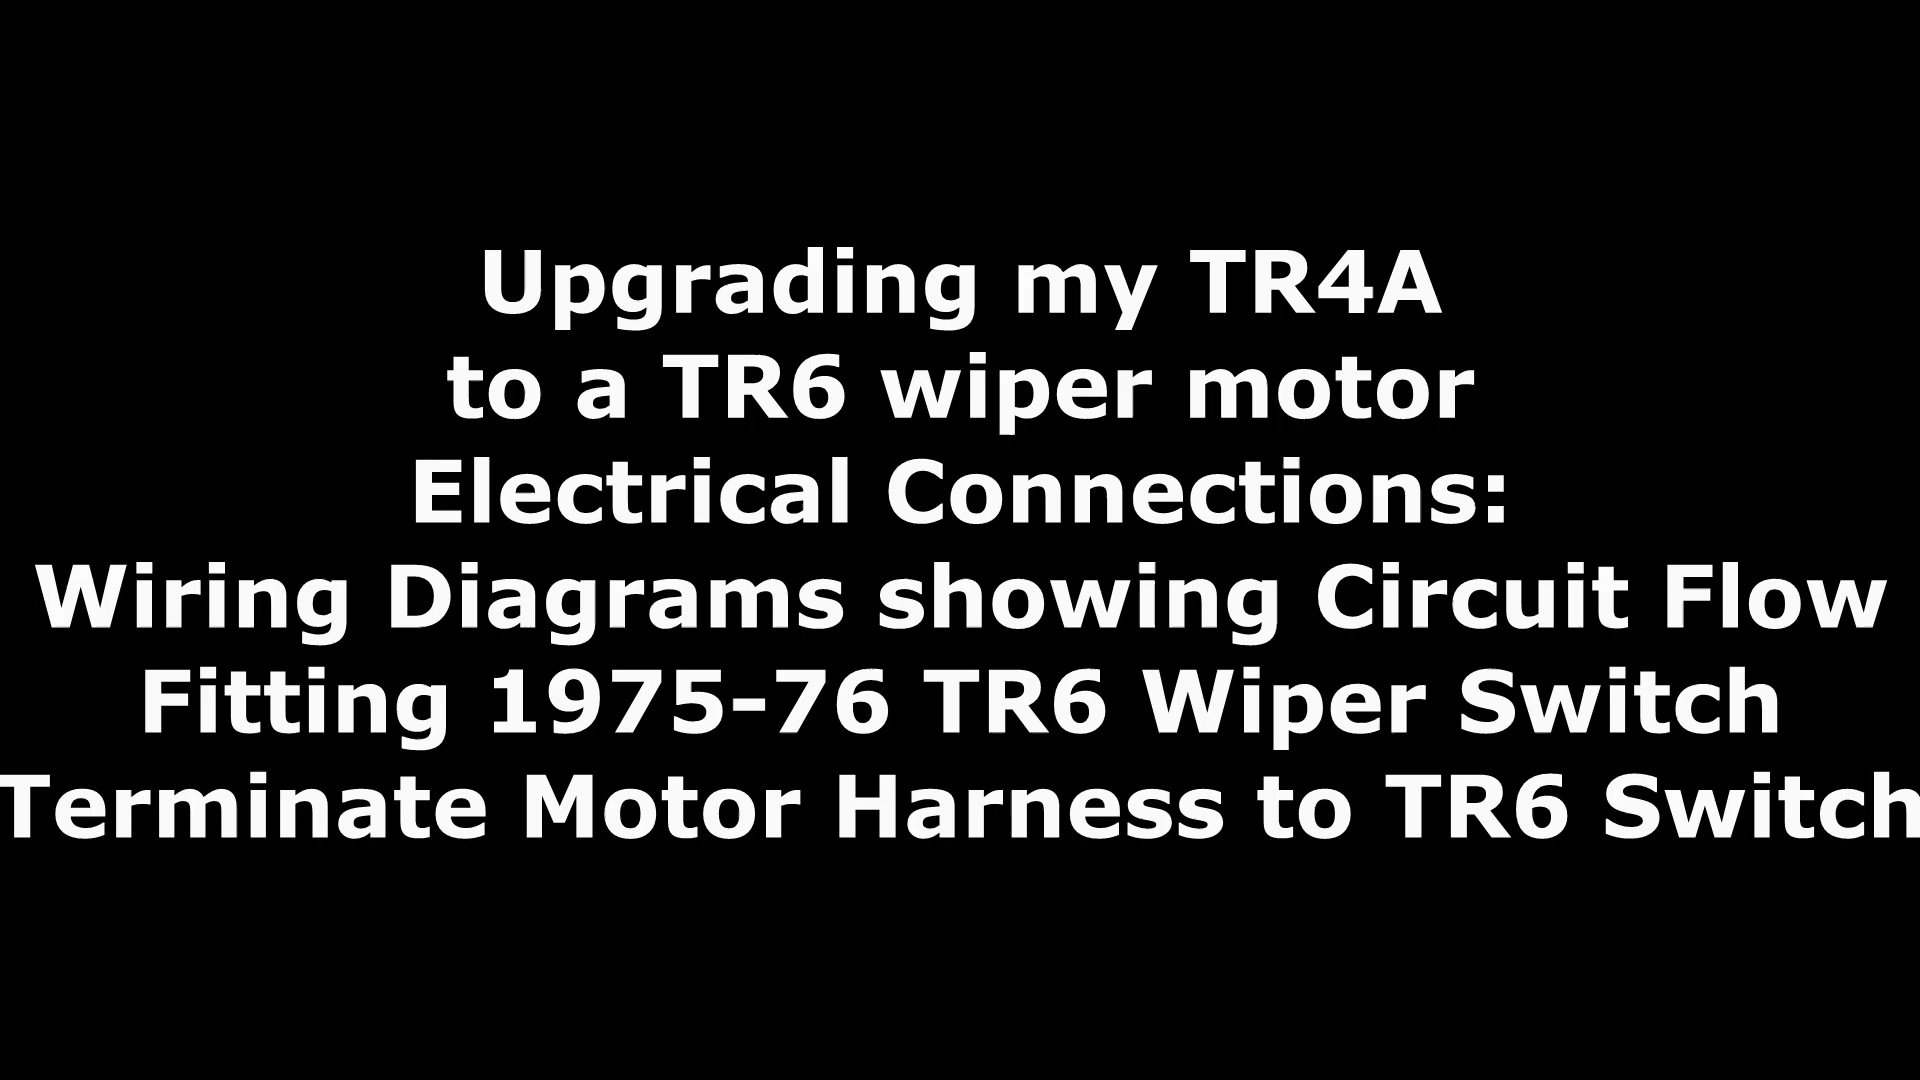 Upgrading my TR4A
to a TR6 wiper motor
Electrical Connections:
Wiring Diagrams showing Circuit Flow
Fitting 1975-76 TR6 Wiper Switch
Terminate Motor Harness to TR6 Switch